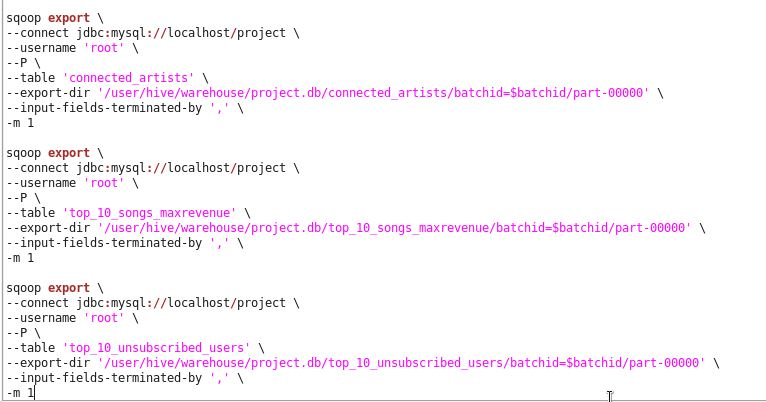 sqoop export \
--connect jdbc:mysql://localhost/project \
--username 'root' \
--P \
--table 'connected_artists' \
--export-dir '/user/hive/warehouse/project.db/connected_artists/batchid=$batchid/part-00000' \
--input-fields-terminated-by ',' \
-m 1
sqoop export \
--connect jdbc:mysql://localhost/project \
--username 'root' \
--P \
--table 'top_10_songs_maxrevenue' \
--export-dir '/user/hive/warehouse/project.db/top_10_songs_maxrevenue/batchid=$batchid/part-00000' \
--input-fields-terminated-by ',' \
-m 1
sqoop export \
--connect jdbc:mysql://localhost/project \
--username 'root' \
--P \
--table 'top_10_unsubscribed_users' \
--export-dir '/user/hive/warehouse/project.db/top_10_unsubscribed_users/batchid=$batchid/part-00000' \
--input-fields-terminated-by ',' \
-m 1